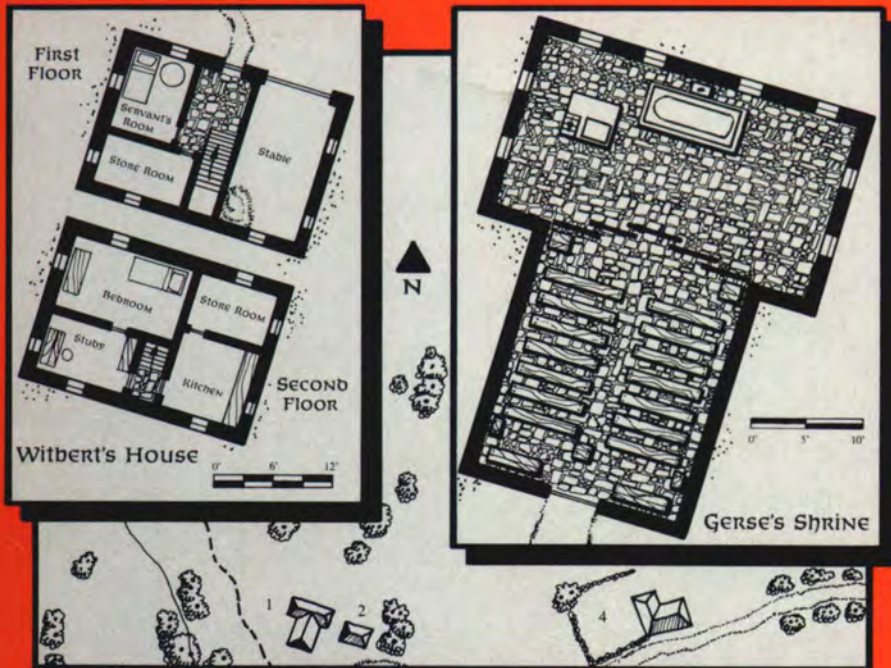 First
Floor
Servant's
Room
Store Room
Stable
Bedroom
Store
Room
Study
Kitchen
Second
Floor
Witbert's House
0' 6' 12'
N
0' 5' 10'
Gerse's Shrine
1
2
4